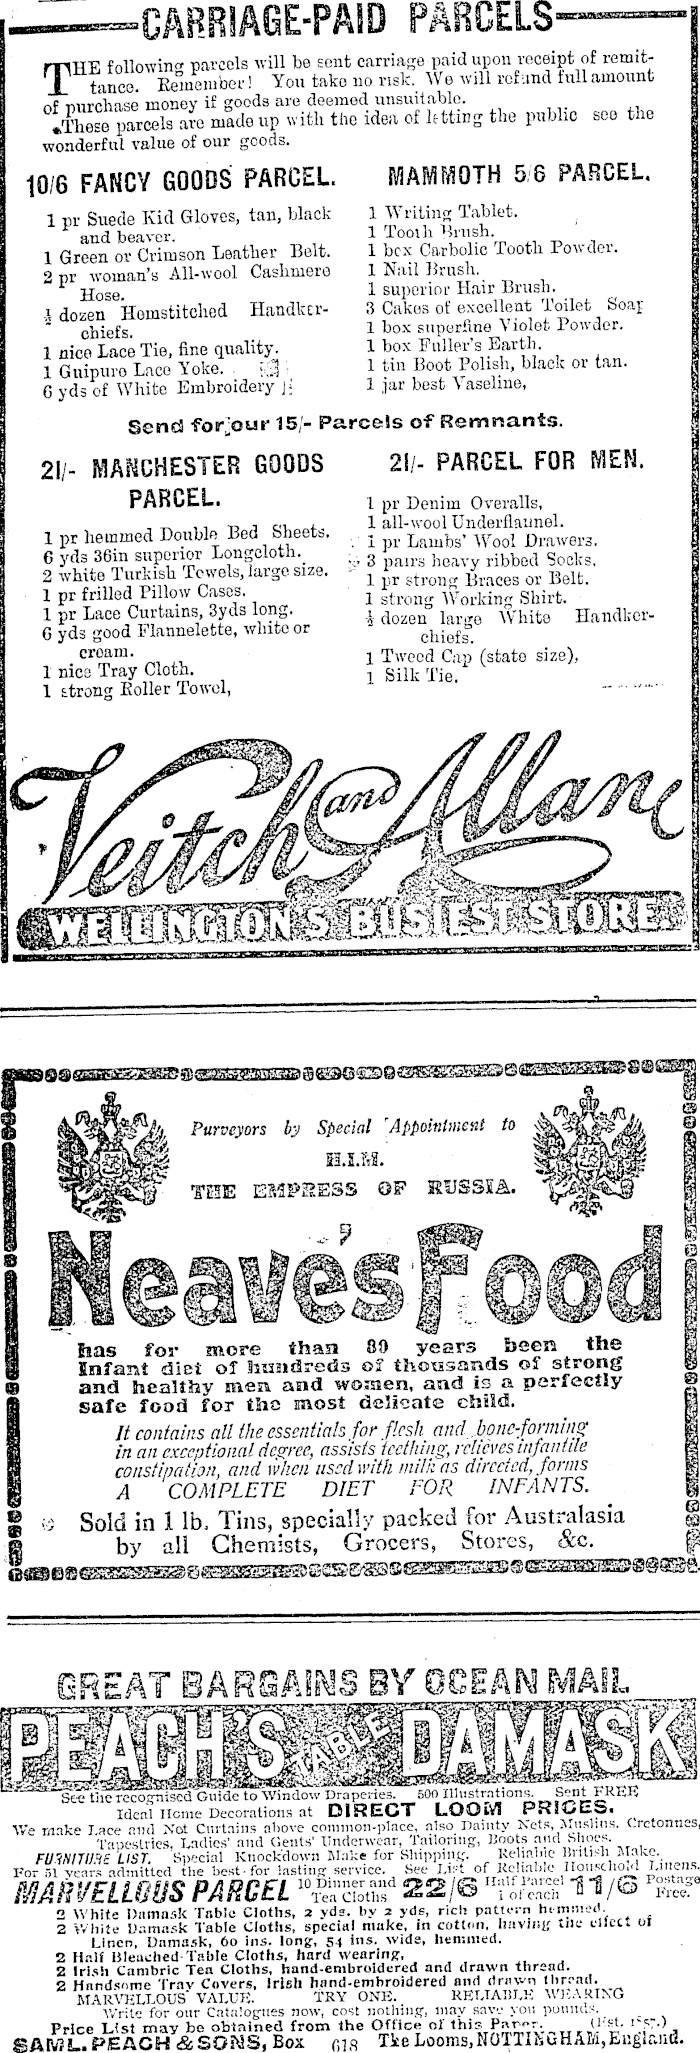 CARRIAGE-PAID PARCELS
THE following parcels will be sent carriage paid upon receipt of remit-
tance. Remember! You take no risk. We will refund full amount
of purchase money if goods are deemed unsuitable.
These parcels are made up with the idea of letting the public see the
wonderful value of our goods.
10/6 FANCY GOODS PARCEL.
1 pr Suede Kid Gloves, tan, black
and beaver.
1 Green or Crimson Leather Belt.
2 pr woman's All-wool Cashmere
Hose.
½ dozen Hemstitched Handker-
chiefs.
1 nice Lace Tie, fine quality.
1 Guipure Lace Yoke.
6 yds of White Embroidery
MAMMOTH 5/6 PARCEL.
1 Writing Tablet.
1 Tooth Brush.
1 box Carbolic Tooth Powder.
1 Nail Brush.
1 superior Hair Brush.
3 Cakes of excellent Toilet Soap
1 box superfine Violet Powder.
1 box Fuller's Earth.
1 tin Boot Polish, black or tan.
1 jar best Vaseline,
Send for our 15/- Parcels of Remnants.
21/- MANCHESTER GOODS
PARCEL.
1 pr hemmed Double Bed Sheets.
6 yds 36in superior Longcloth.
2 white Turkish Towels, large size.
1 pr frilled Pillow Cases.
1 pr Lace Curtains, 3yds long.
6 yds good Flannelette, white or
cream.
1 nice Tray Cloth.
1 strong Roller Towel,
21/- PARCEL FOR MEN.
1 pr Denim Overalls,
1 all-wool Underflannel.
1 pr Lambs' Wool Drawers.
3 pairs heavy ribbed Socks.
1 pr strong Braces or Belt.
1 strong Working Shirt.
½ dozen large White Handker-
chiefs.
1 Tweed Cap (state size),
1 Silk Tie.
Veitch and Allan
WELLINGTON'S BUSIEST STORE.
Purveyors by Special Appointment to
H.I.M.
THE EMPRESS OF RUSSIA.
Neave's Food
has for more than 80 years been the
Infant diet of hundreds of thousands of strong
and healthy men and women, and is a perfectly
safe food for the most delicate child.
It contains all the essentials for flesh and bone-forming
in an exceptional degree, assists teething, relieves infantile
constipation, and when used with milk as directed, forms
A COMPLETE DIET FOR INFANTS.
Sold in 1 lb. Tins, specially packed for Australasia
by all Chemists, Grocers, Stores, &c.
GREAT BARGAINS BY OCEAN MAIL
PEACH'S TABLE DAMASK
See the recognised Guide to Window Draperies. 500 Illustrations. Sent FREE
Ideal Home Decorations at DIRECT LOOM PRICES.
We make Lace and Net Curtains above common-place, also Dainty Nets, Muslins, Cretonnes,
Tapestries, Ladies' and Gents' Underwear, Tailoring, Boots and Shoes.
FURNITURE LIST, Special Knockdown Make for Shipping. Reliable British Make.
For 51 years admitted the best for lasting service. See List of Reliable Household Linens.
MARVELLOUS PARCEL 10 Dinner and Tea Cloths 22/6 Half Parcel 1 of each 11/6 Postage Free.
2 White Damask Table Cloths, 2 yds. by 2 yds, rich pattern hemmed.
2 White Damask Table Cloths, special make, in cotton, having the effect of
Linen, Damask, 60 ins. long, 54 ins. wide, hemmed.
2 Half Bleached Table Cloths, hard wearing,
2 Irish Cambric Tea Cloths, hand-embroidered and drawn thread.
2 Handsome Tray Covers, Irish hand-embroidered and drawn thread.
MARVELLOUS VALUE. TRY ONE. RELIABLE WEARING
Write for our Catalogues now, cost nothing, may save you pounds.
Price List may be obtained from the Office of this Paper. (Est. 1857.)
SAML. PEACH & SONS, Box 618 The Looms, NOTTINGHAM, England.